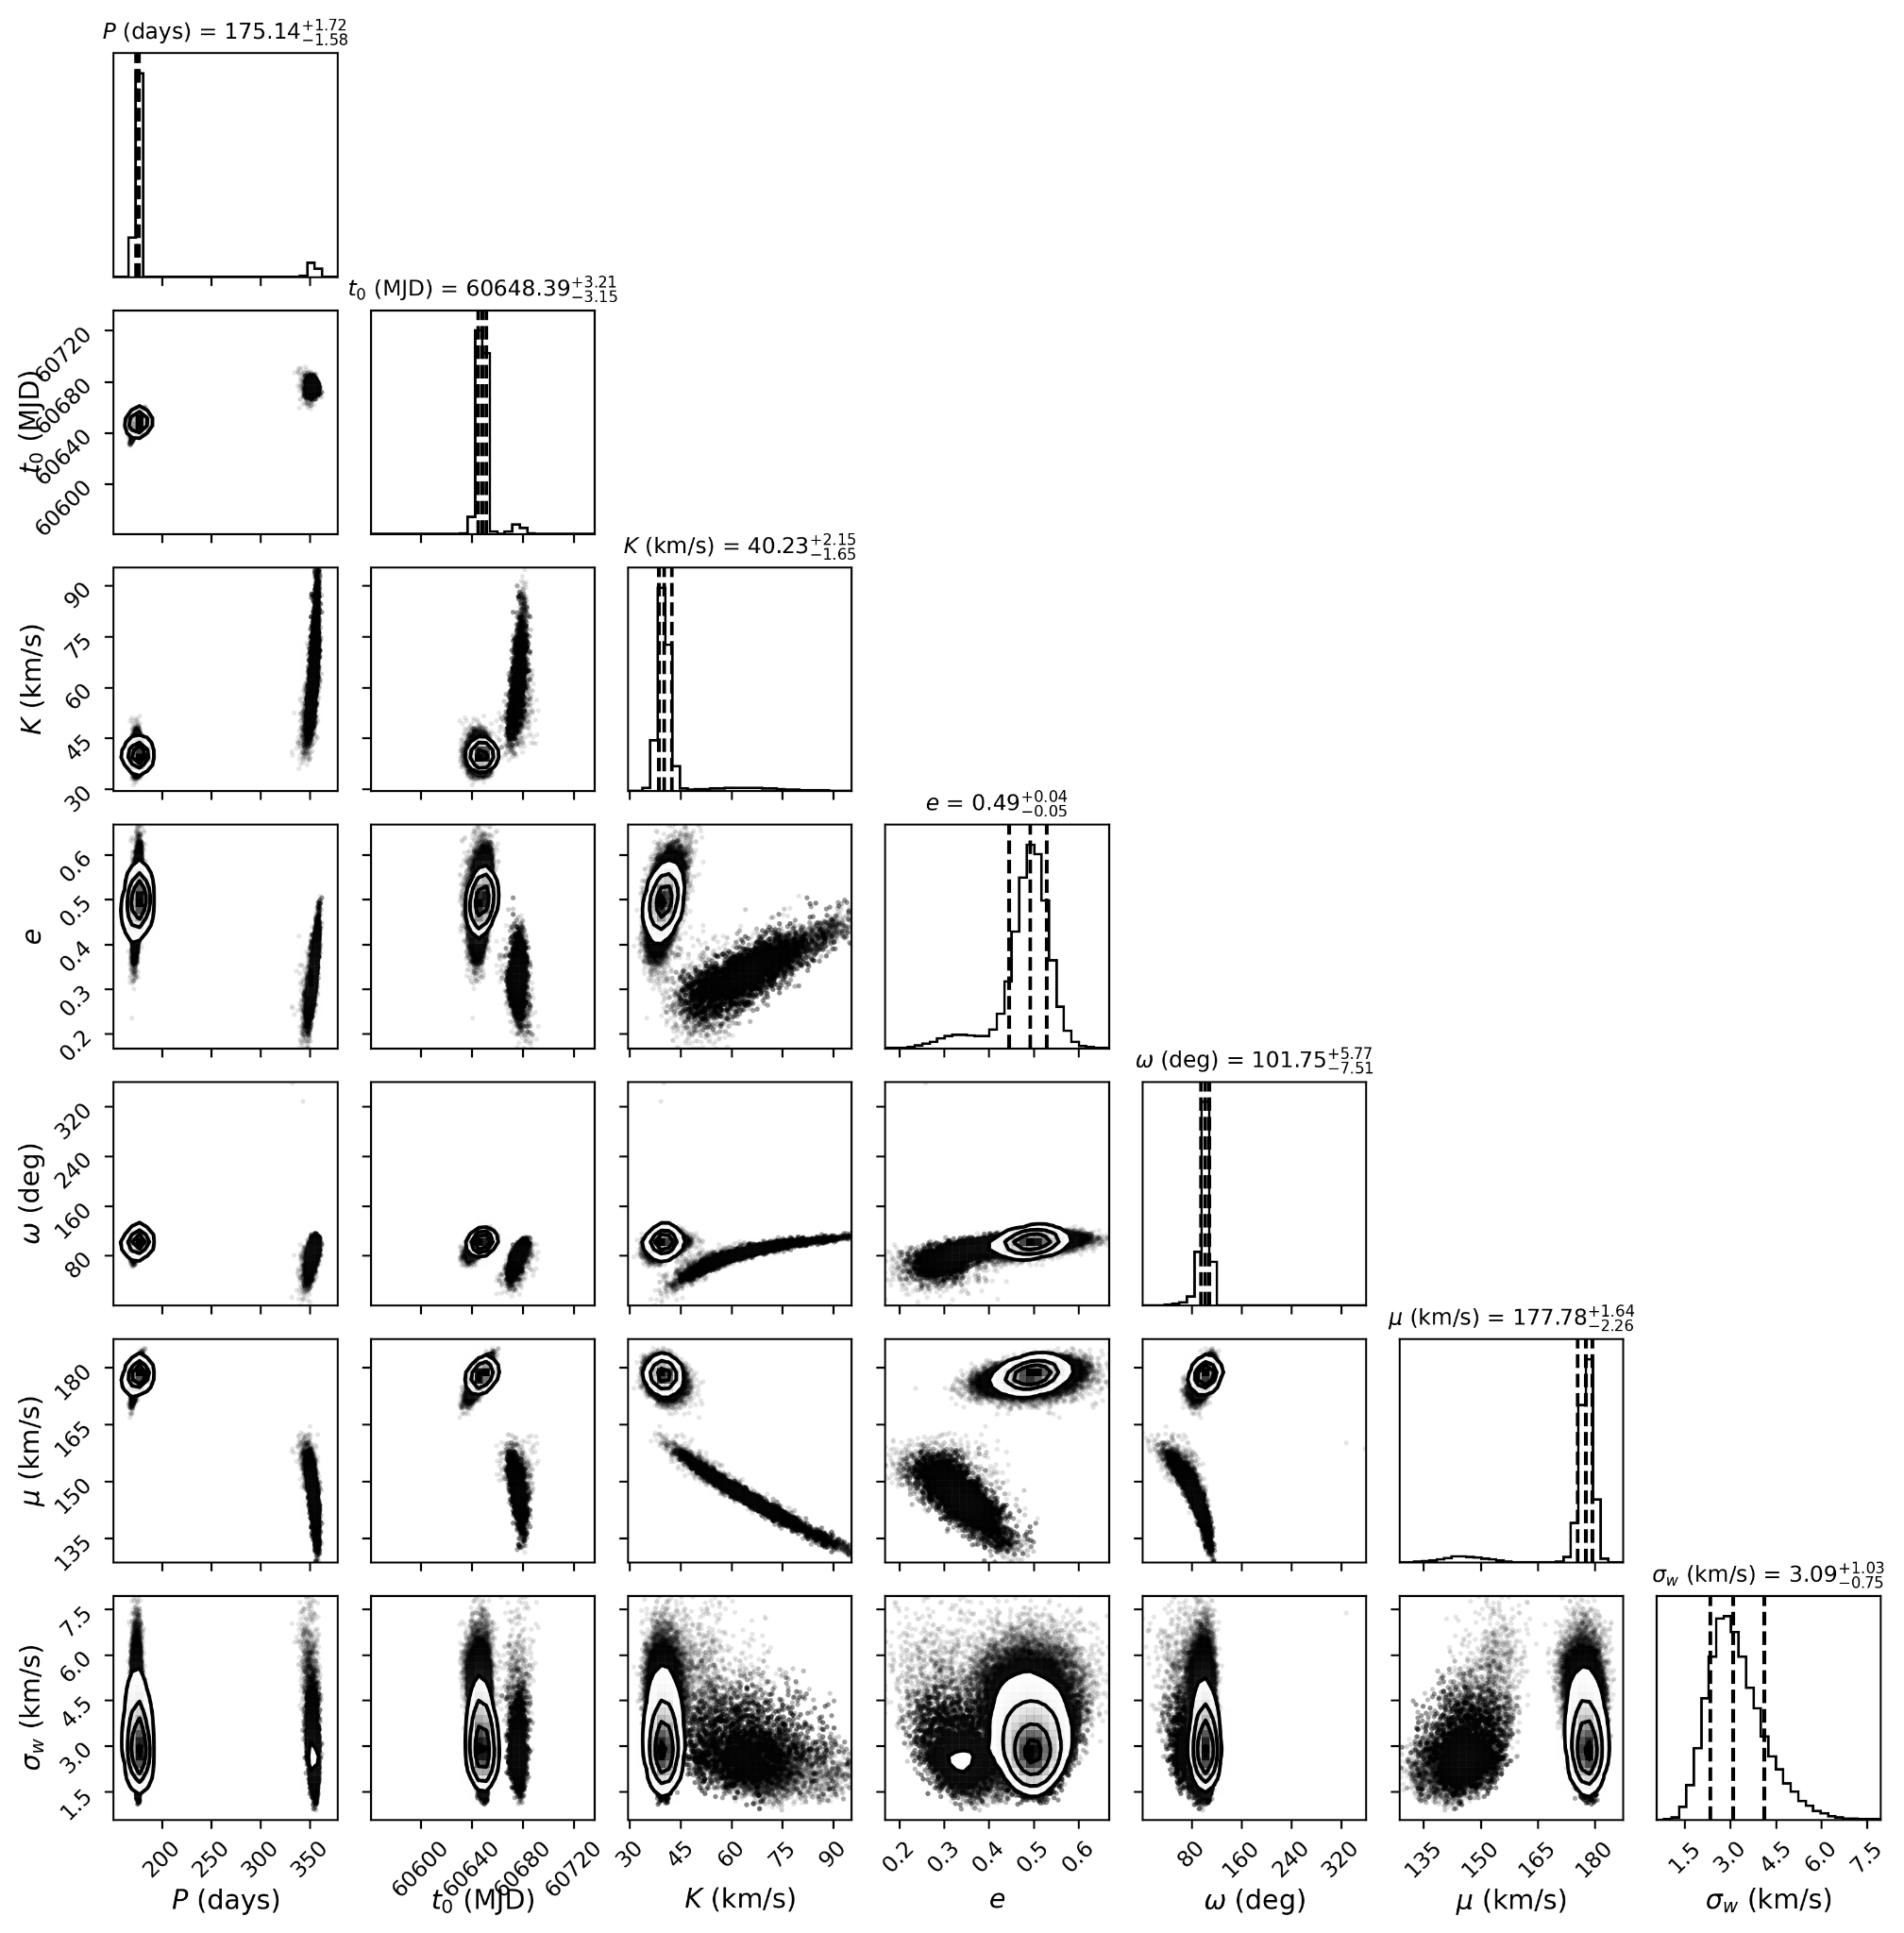 P (days) = 175.14+1.72 −1.58
t0 (MJD) = 60648.39+3.21 −3.15
60720
60680
60640
60600
t0 (MJD)
K (km/s) = 40.23+2.15 −1.65
90
75
60
45
30
K (km/s)
e = 0.49+0.04 −0.05
0.6
0.5
0.4
0.3
0.2
e
ω (deg) = 101.75+5.77 −7.51
320
240
160
80
ω (deg)
μ (km/s) = 177.78+1.64 −2.26
180
165
150
135
μ (km/s)
σw (km/s) = 3.09+1.03 −0.75
7.5
6.0
4.5
3.0
1.5
σw (km/s)
200 250 300 350
60600 60640 60680 60720
30 45 60 75 90
0.2 0.3 0.4 0.5 0.6
80 160 240 320
135 150 165 180
1.5 3.0 4.5 6.0 7.5
P (days) t0 (MJD) K (km/s) e ω (deg) μ (km/s) σw (km/s)